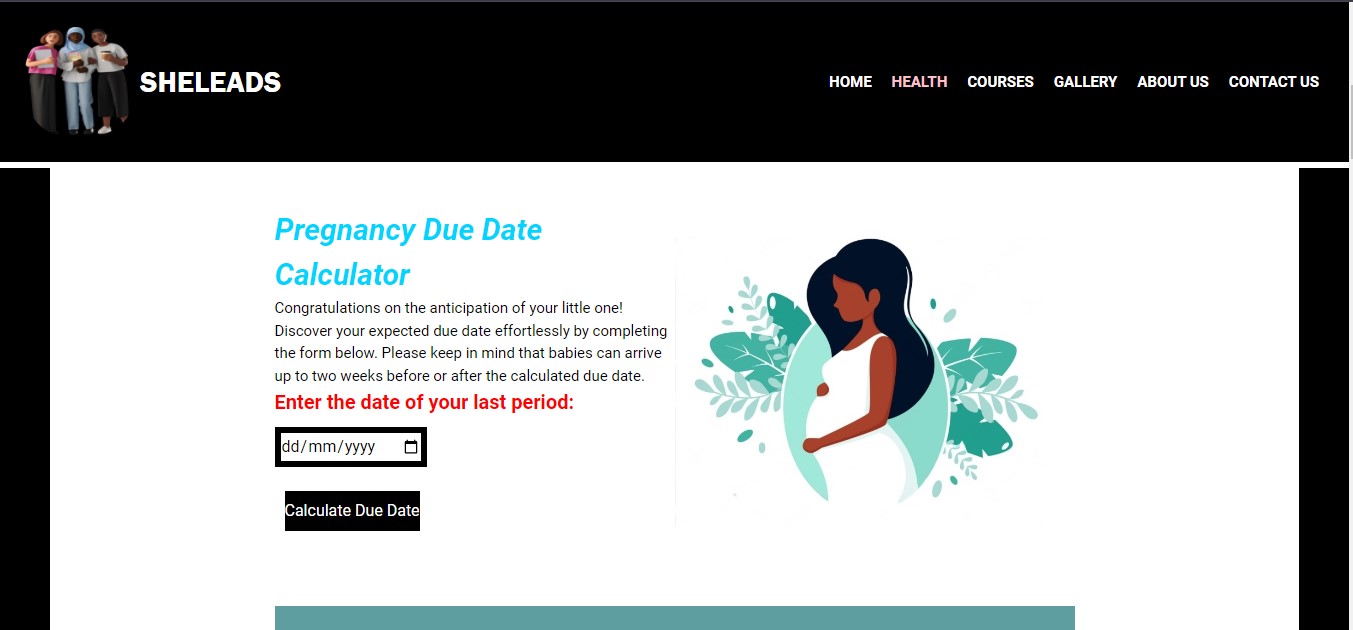 SHELEADS
HOME HEALTH COURSES GALLERY ABOUT US CONTACT US
Pregnancy Due Date
Calculator
Congratulations on the anticipation of your little one!
Discover your expected due date effortlessly by completing
the form below. Please keep in mind that babies can arrive
up to two weeks before or after the calculated due date.
Enter the date of your last period:
dd/mm/yyyy
Calculate Due Date